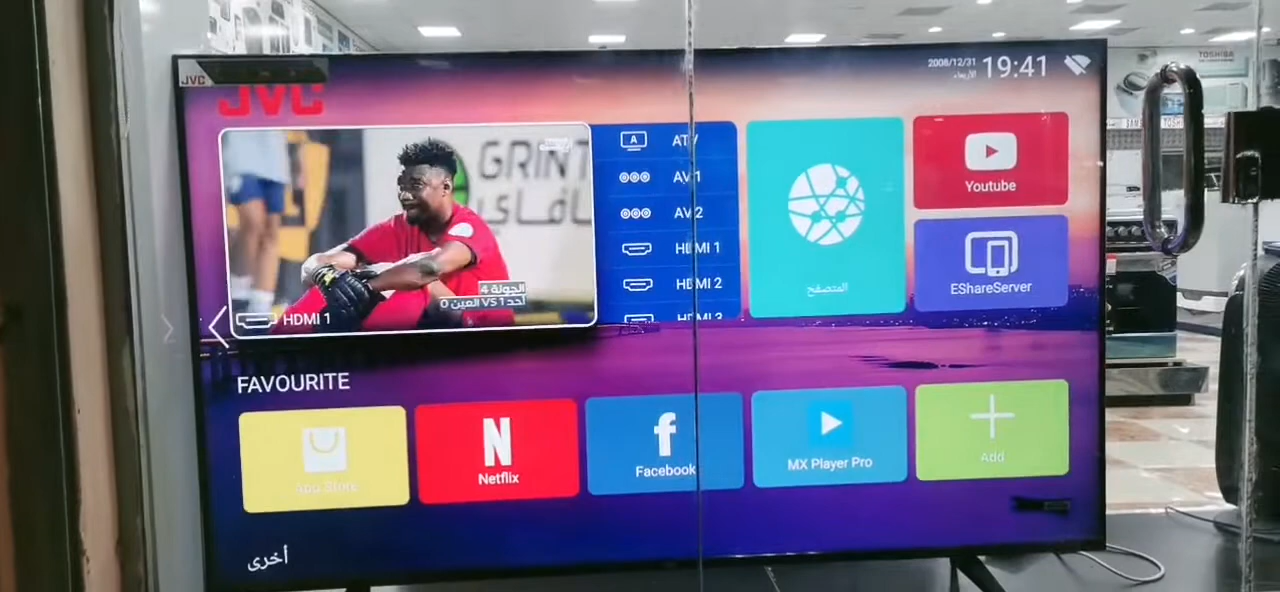 TOSHIBA
JVC
JVC
2008/12/31
الأربعاء
19:41
GRINT
ATV
AV 1
AV 2
HDMI 1
HDMI 2
HDMI 3
الجولة 4
أحد 1 VS العين 0
HDMI 1
المتصفح
Youtube
EShareServer
FAVOURITE
App Store
Netflix
Facebook
MX Player Pro
Add
أخرى